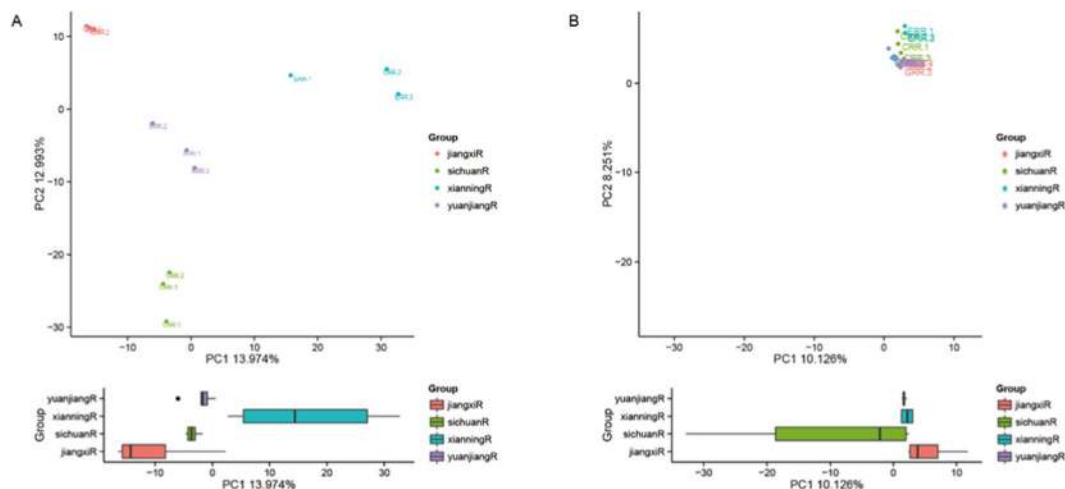 A
10
0
−10
−20
−30
PC2 12.993%
−10
0
10
20
30
PC1 13.974%
Group
jiangxiR
sichuanR
xianningR
yuanjiangR
Group
yuanjiangR
xianningR
sichuanR
jiangxiR
−10
0
10
20
30
PC1 13.974%
Group
jiangxiR
sichuanR
xianningR
yuanjiangR
B
0
−10
−20
PC2 8.251%
−30
−20
−10
0
10
PC1 10.126%
Group
jiangxiR
sichuanR
xianningR
yuanjiangR
CRR.1
Group
yuanjiangR
xianningR
sichuanR
jiangxiR
−30
−20
−10
0
10
PC1 10.126%
Group
jiangxiR
sichuanR
xianningR
yuanjiangR